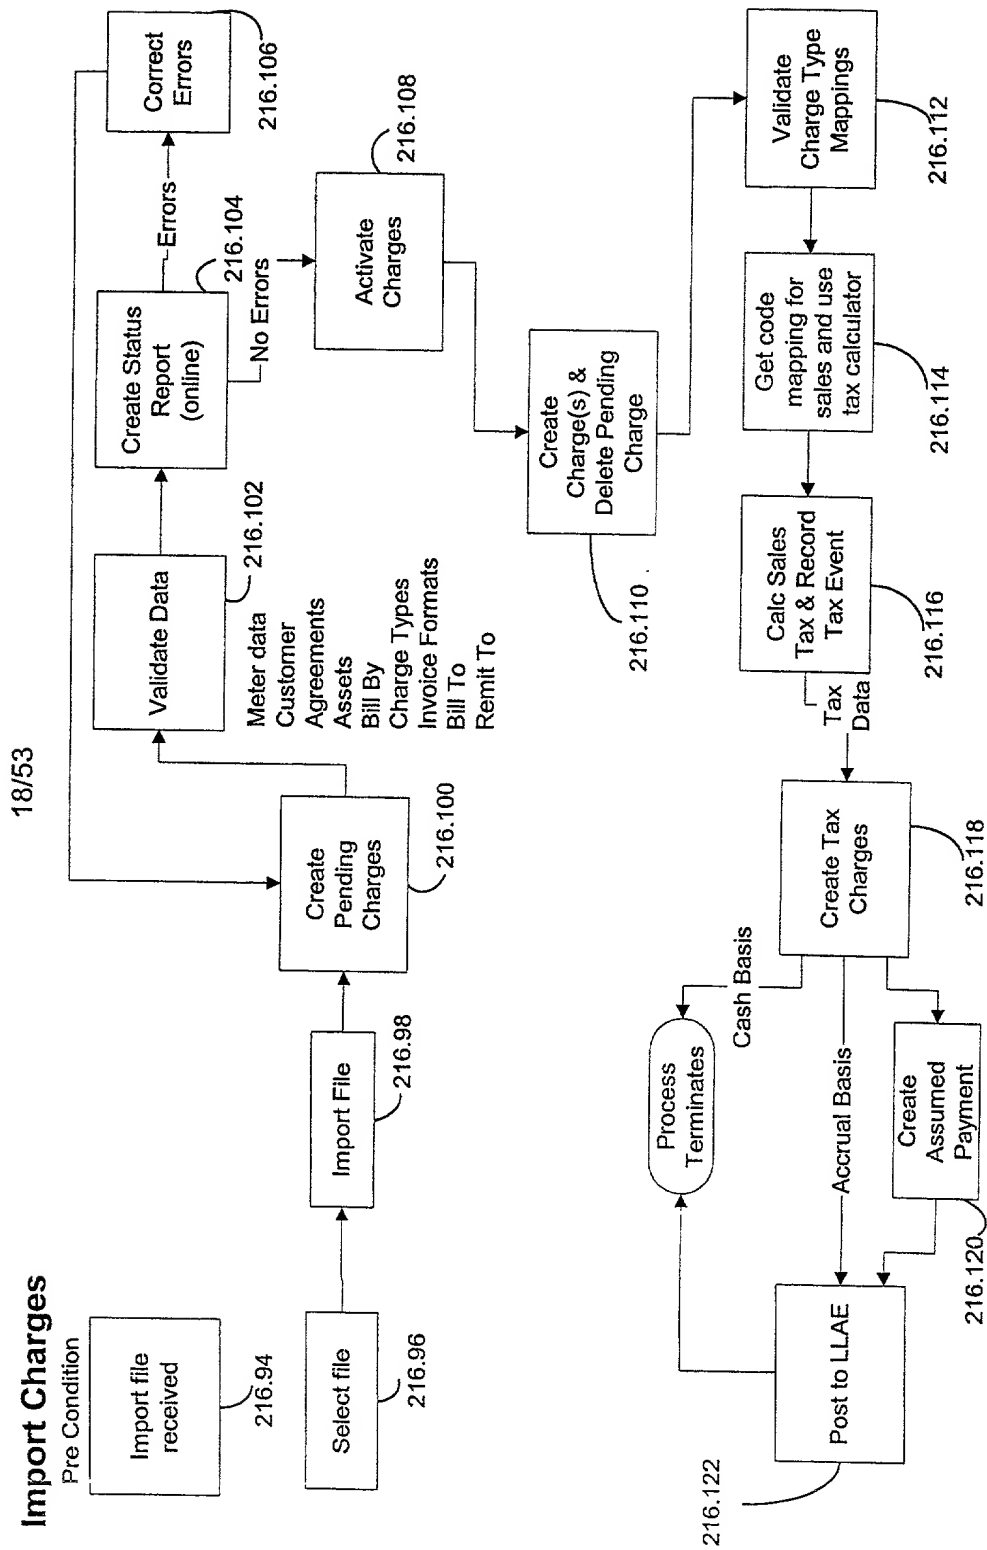 18/53
Import Charges
Pre Condition
Import file
received
216.94
Select file
216.96
Import File
216.98
Create
Pending
Charges
216.100
Validate Data
216.102
Meter data
Customer
Agreements
Assets
Bill By
Charge Types
Invoice Formats
Bill To
Remit To
Create Status
Report
(online)
216.104
Errors
Correct
Errors
216.106
No Errors
Activate
Charges
216.108
Create
Charge(s) &
Delete Pending
Charge
216.110
Validate
Charge Type
Mappings
216.112
Get code
mapping for
sales and use
tax calculator
216.114
Calc Sales
Tax & Record
Tax Event
216.116
Tax
Data
Create Tax
Charges
216.118
Cash Basis
Process
Terminates
Accrual Basis
Create
Assumed
Payment
216.120
Post to LLAE
216.122